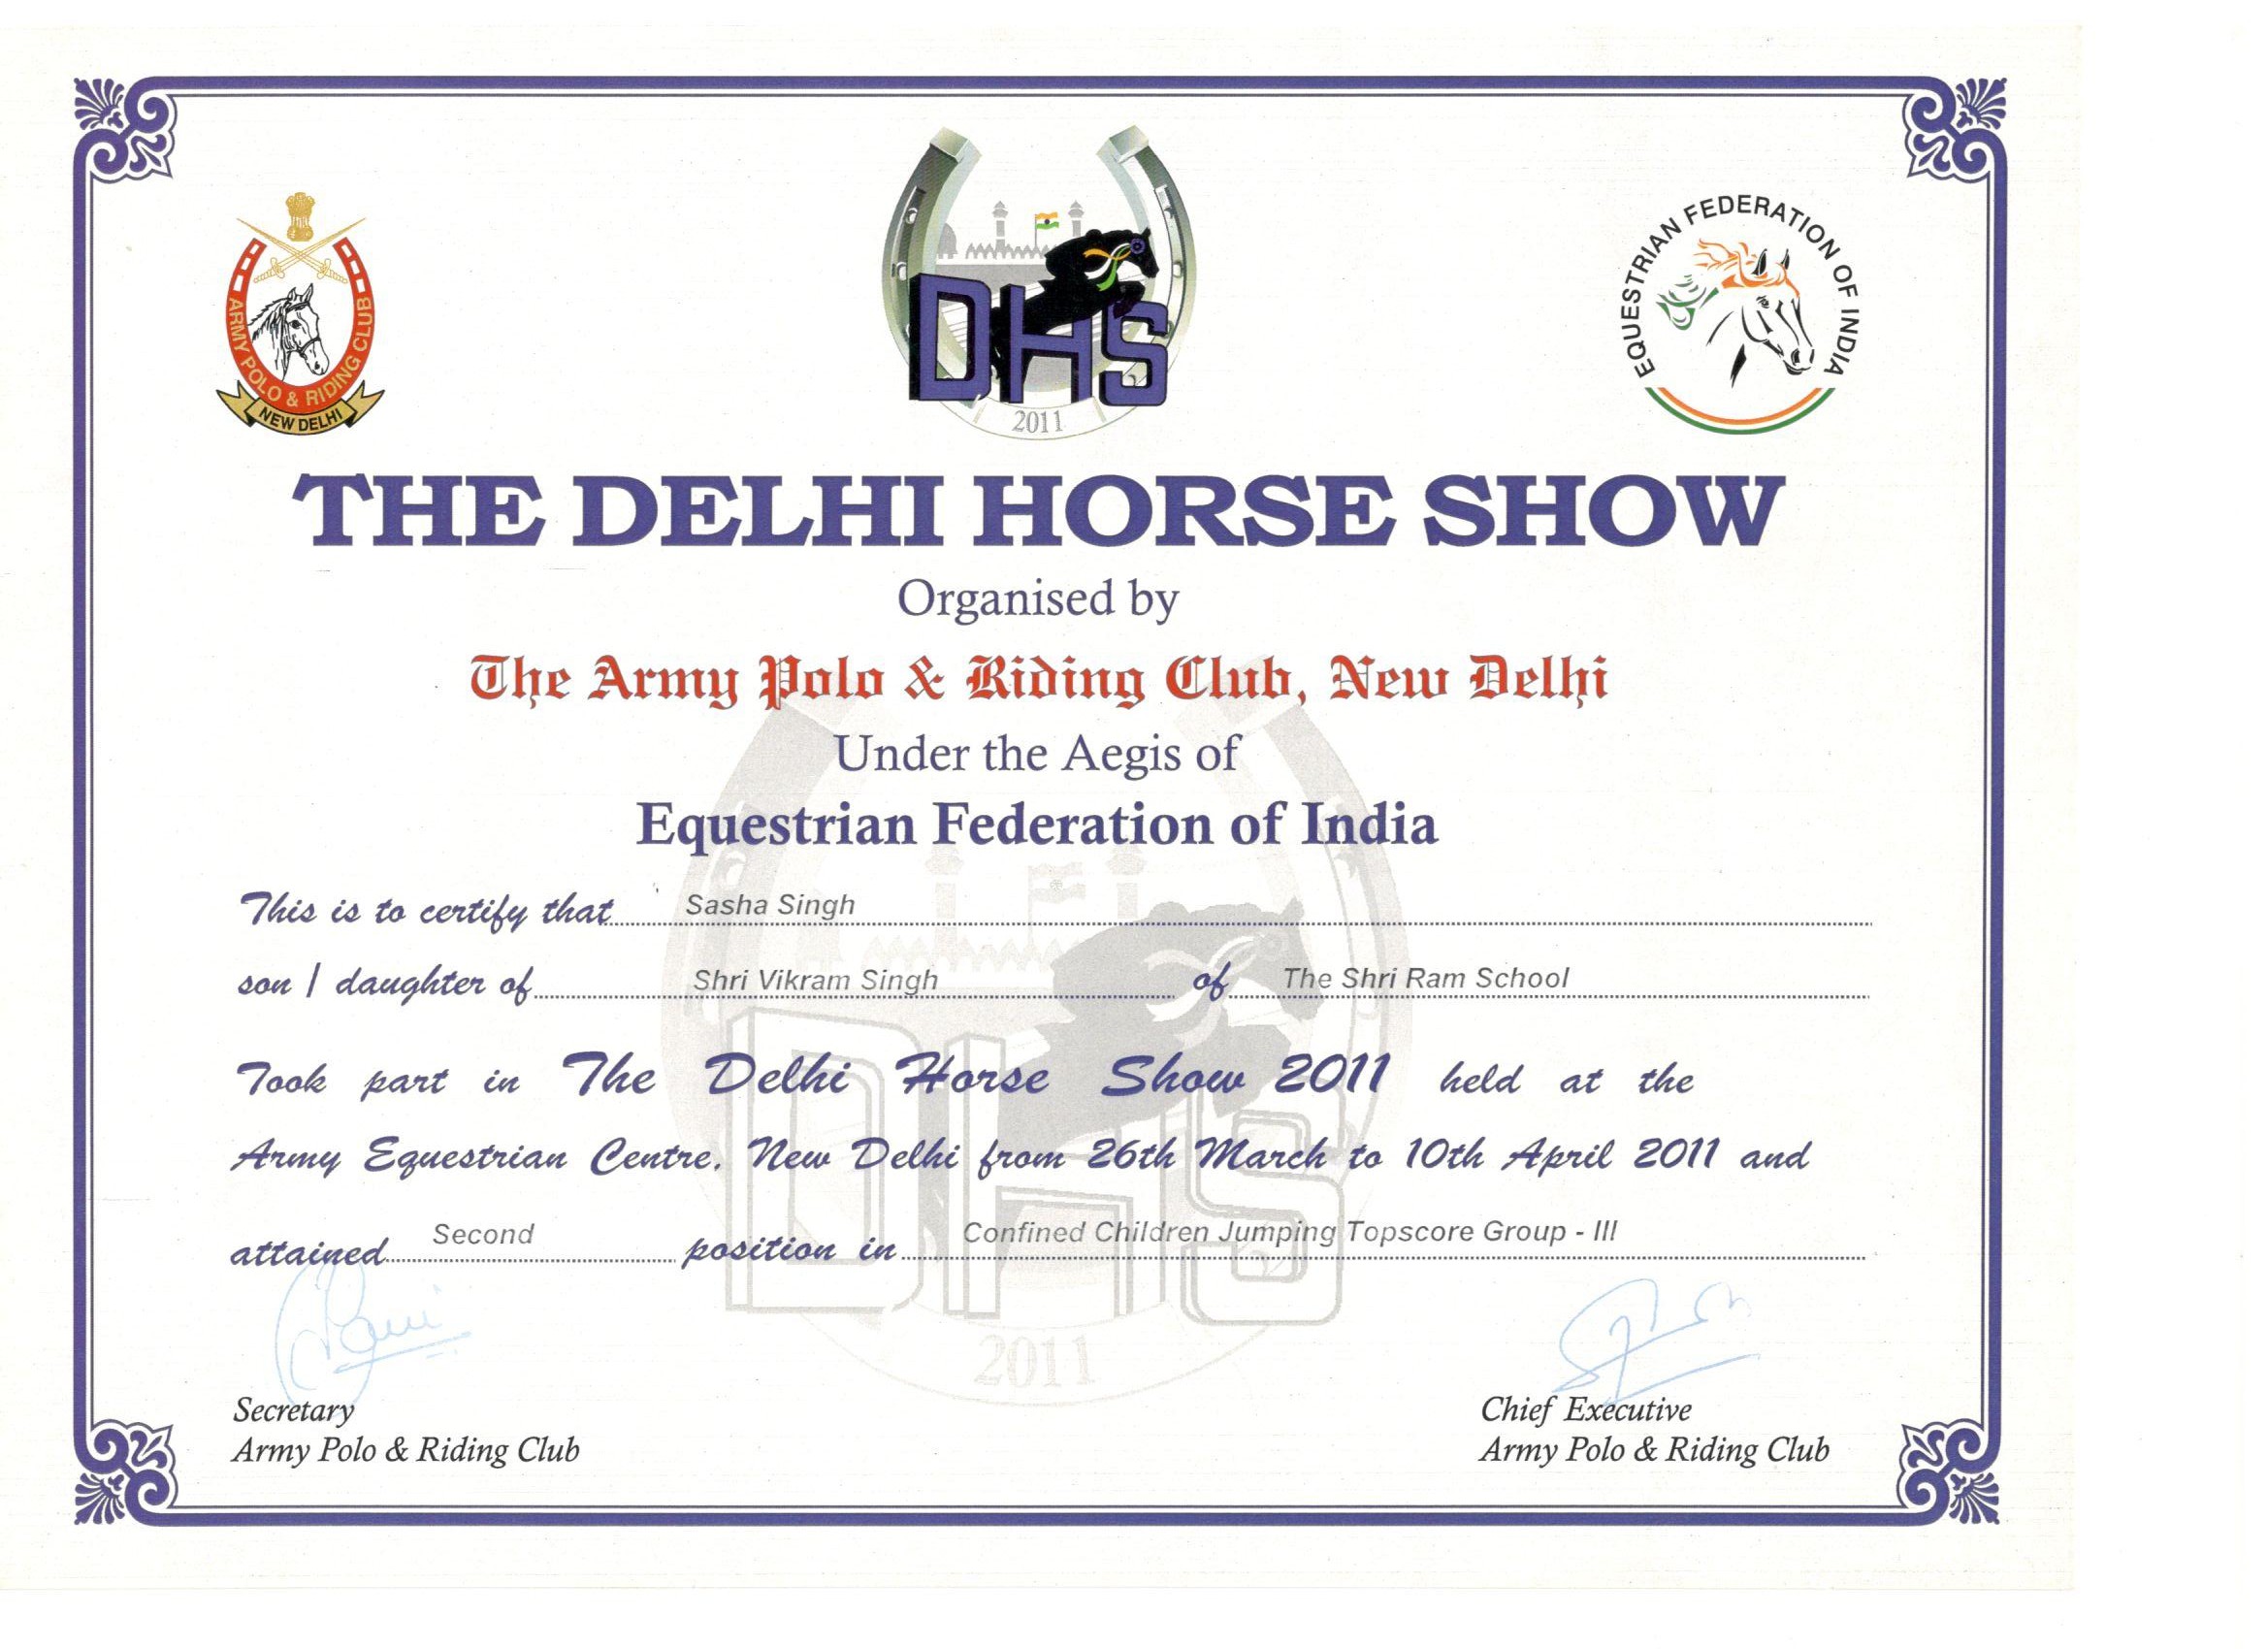 ARMY POLO & RIDING CLUB
NEW DELHI
DHS
2011
EQUESTRIAN FEDERATION OF INDIA
THE DELHI HORSE SHOW
Organised by
The Army Polo & Riding Club, New Delhi
Under the Aegis of
Equestrian Federation of India
This is to certify that Sasha Singh
son / daughter of Shri Vikram Singh of The Shri Ram School
Took part in The Delhi Horse Show 2011 held at the
Army Equestrian Centre, New Delhi from 26th March to 10th April 2011 and
attained Second position in Confined Children Jumping Topscore Group - III
DHS
2011
Secretary
Army Polo & Riding Club
Chief Executive
Army Polo & Riding Club